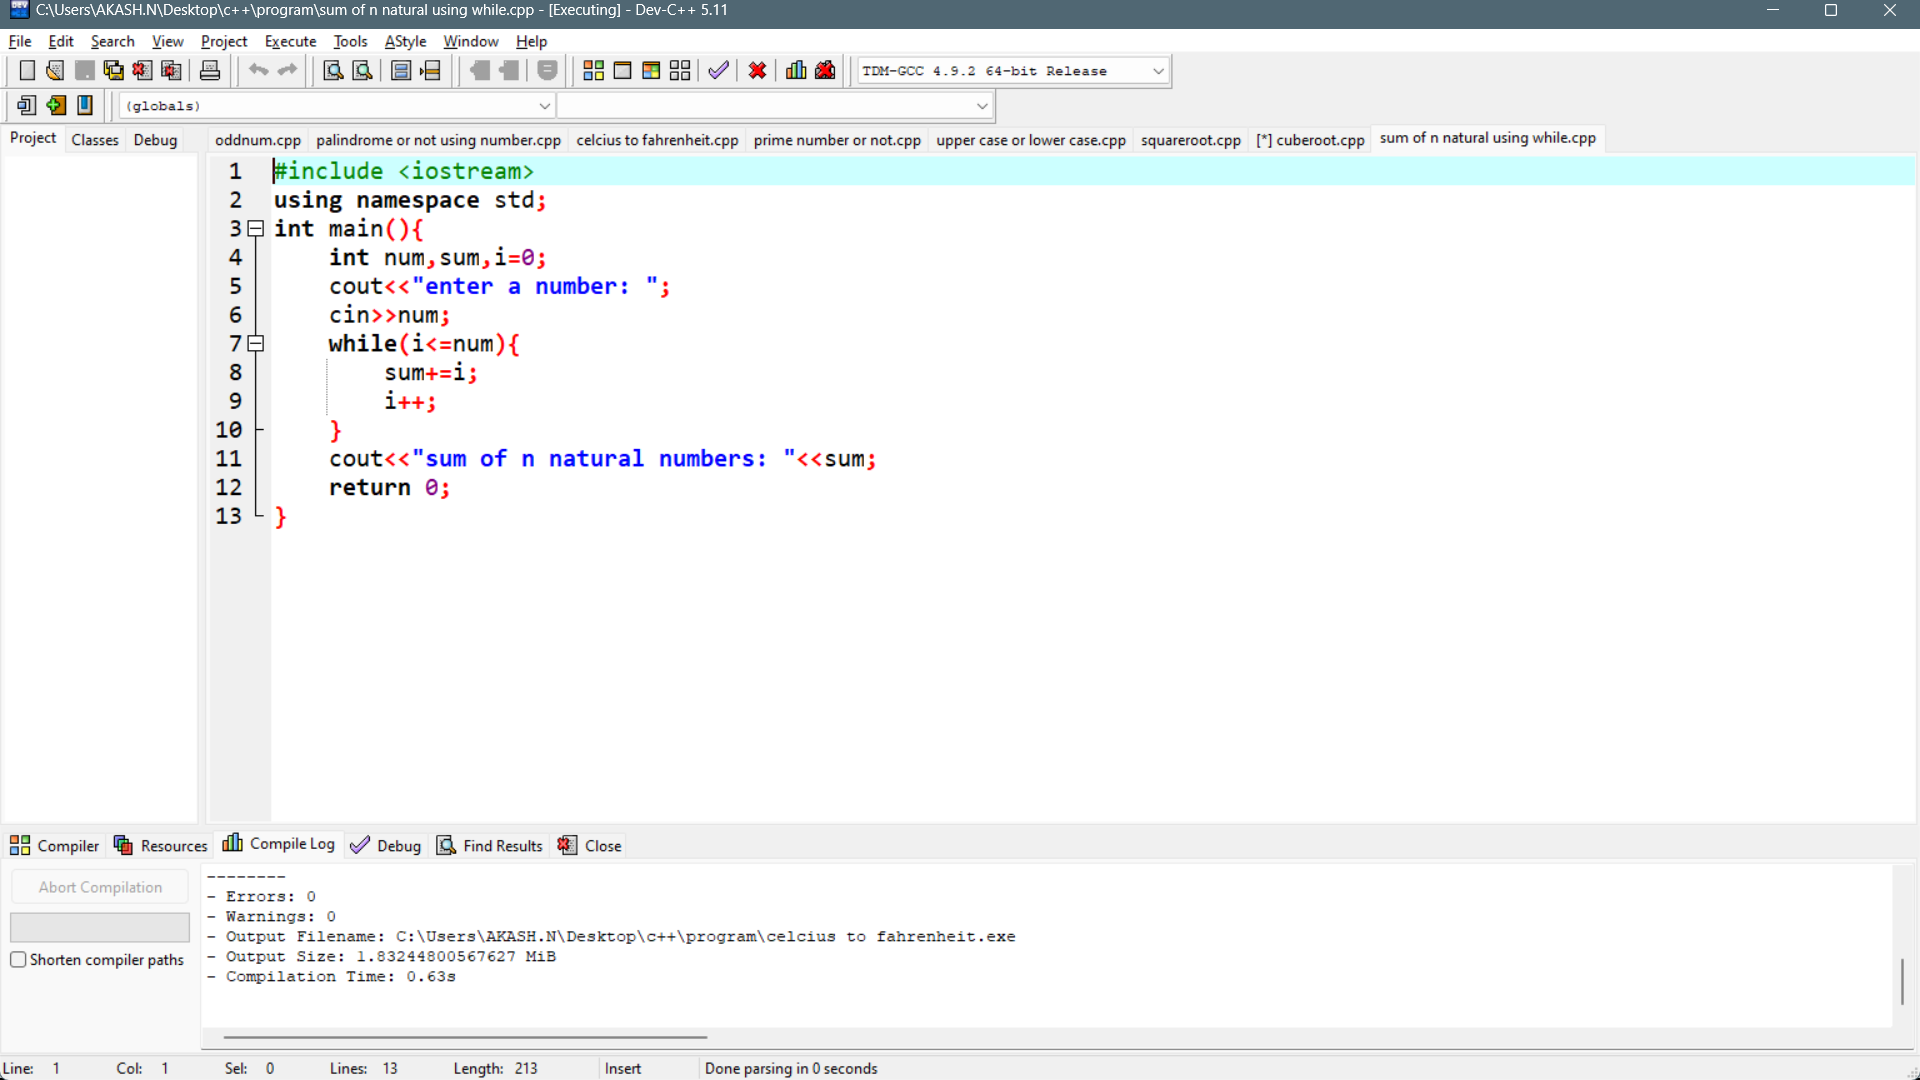 C:\Users\AKASH.N\Desktop\c++\program\sum of n natural using while.cpp - [Executing] - Dev-C++ 5.11
File Edit Search View Project Execute Tools AStyle Window Help
TDM-GCC 4.9.2 64-bit Release
(globals)
Project Classes Debug oddnum.cpp palindrome or not using number.cpp celcius to fahrenheit.cpp prime number or not.cpp upper case or lower case.cpp squareroot.cpp [*] cuberoot.cpp sum of n natural using while.cpp
1 #include <iostream>
2 using namespace std;
3 int main(){
4 int num,sum,i=0;
5 cout<<"enter a number: ";
6 cin>>num;
7 while(i<=num){
8 sum+=i;
9 i++;
10 }
11 cout<<"sum of n natural numbers: "<<sum;
12 return 0;
13 }
Compiler Resources Compile Log Debug Find Results Close
Abort Compilation
Shorten compiler paths
--------
- Errors: 0
- Warnings: 0
- Output Filename: C:\Users\AKASH.N\Desktop\c++\program\celcius to fahrenheit.exe
- Output Size: 1.83244800567627 MiB
- Compilation Time: 0.63s
Line: 1 Col: 1 Sel: 0 Lines: 13 Length: 213 Insert Done parsing in 0 seconds